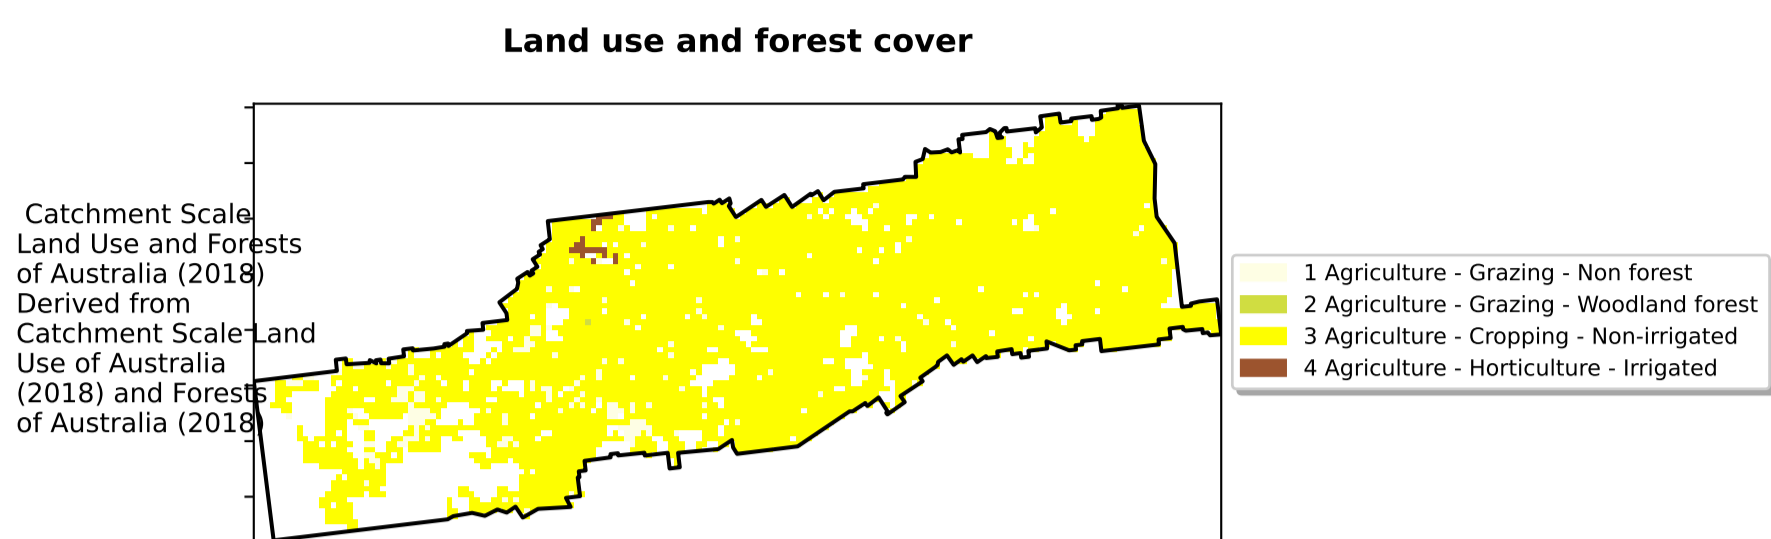 Land use and forest cover
Catchment Scale
Land Use and Forests
of Australia (2018)
Derived from
Catchment Scale Land
Use of Australia
(2018) and Forests
of Australia (2018)
1 Agriculture - Grazing - Non forest
2 Agriculture - Grazing - Woodland forest
3 Agriculture - Cropping - Non-irrigated
4 Agriculture - Horticulture - Irrigated